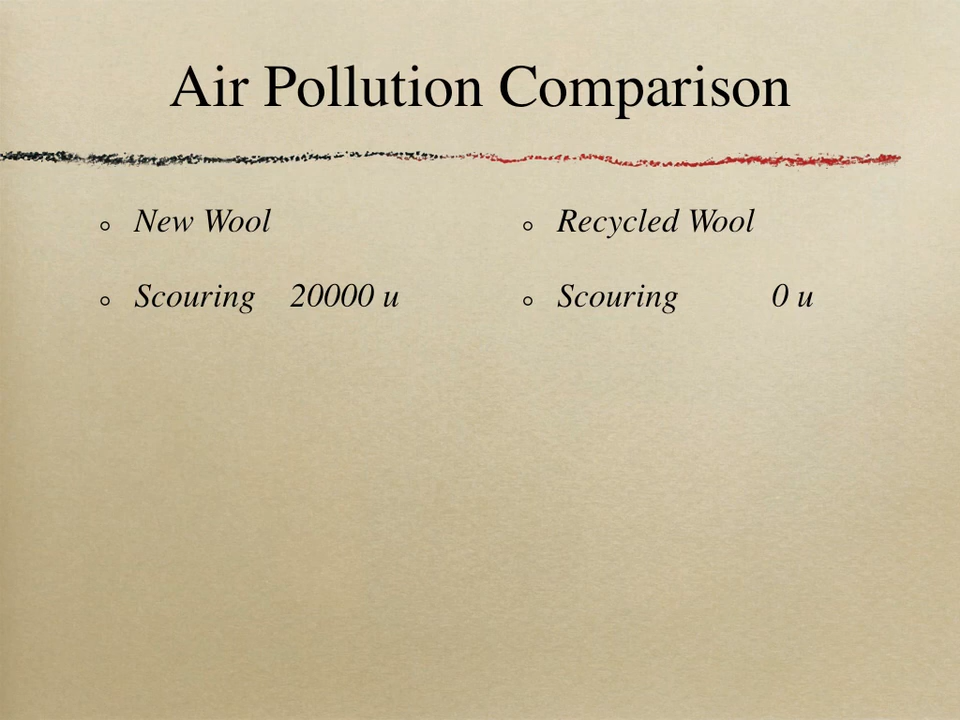 Air Pollution Comparison
New Wool
Scouring 20000 u
Recycled Wool
Scouring 0 u